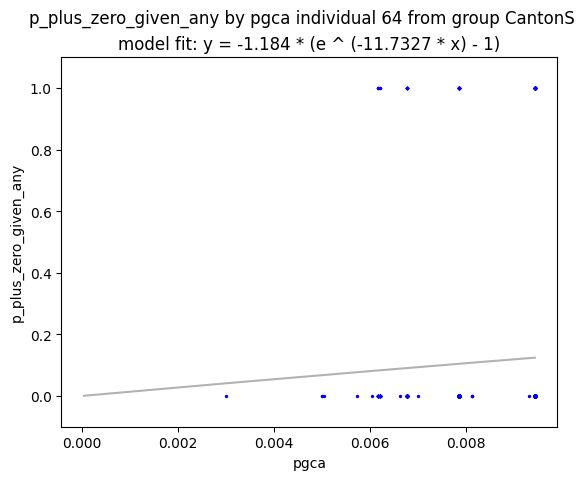 p_plus_zero_given_any by pgca individual 64 from group CantonS
model fit: y = -1.184 * (e ^ (-11.7327 * x) - 1)
1.0
0.8
0.6
0.4
0.2
0.0
p_plus_zero_given_any
0.000 0.002 0.004 0.006 0.008
pgca